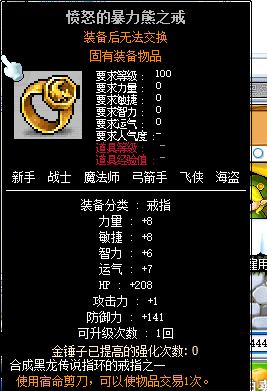 愤怒的暴力熊之戒
装备后无法交换
固有装备物品
要求等级： 100
要求力量： 0
要求敏捷： 0
要求智力： 0
要求运气： 0
要求人气度： -
道具等级： -
道具经验值： -
新手 战士 魔法师 弓箭手 飞侠 海盗
装备分类 : 戒指
力量 : +8
敏捷 : +8
智力 : +6
运气 : +7
HP : +208
攻击力 : +1
防御力 : +141
可升级次数 : 1回
金锤子已提高的强化次数: 0
合成黑龙传说指环的戒指之一
使用宿命剪刀，可以使物品交易1次。
444